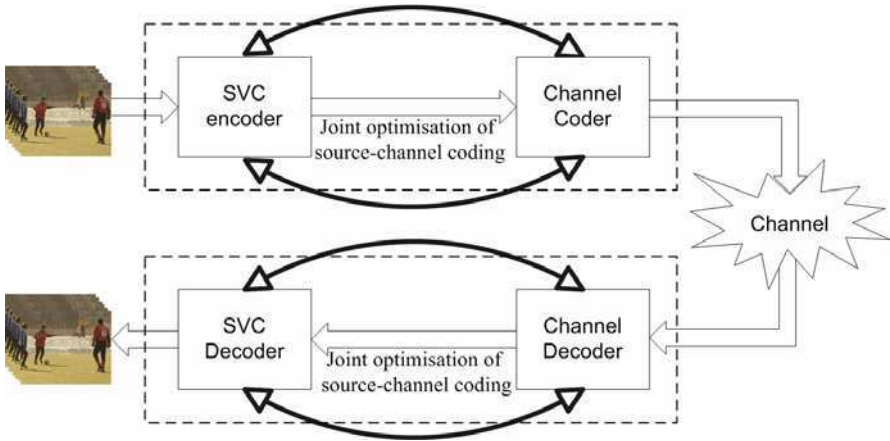 SVC
encoder
Joint optimisation of
source-channel coding
Channel
Coder
Channel
SVC
Decoder
Joint optimisation of
source-channel coding
Channel
Decoder